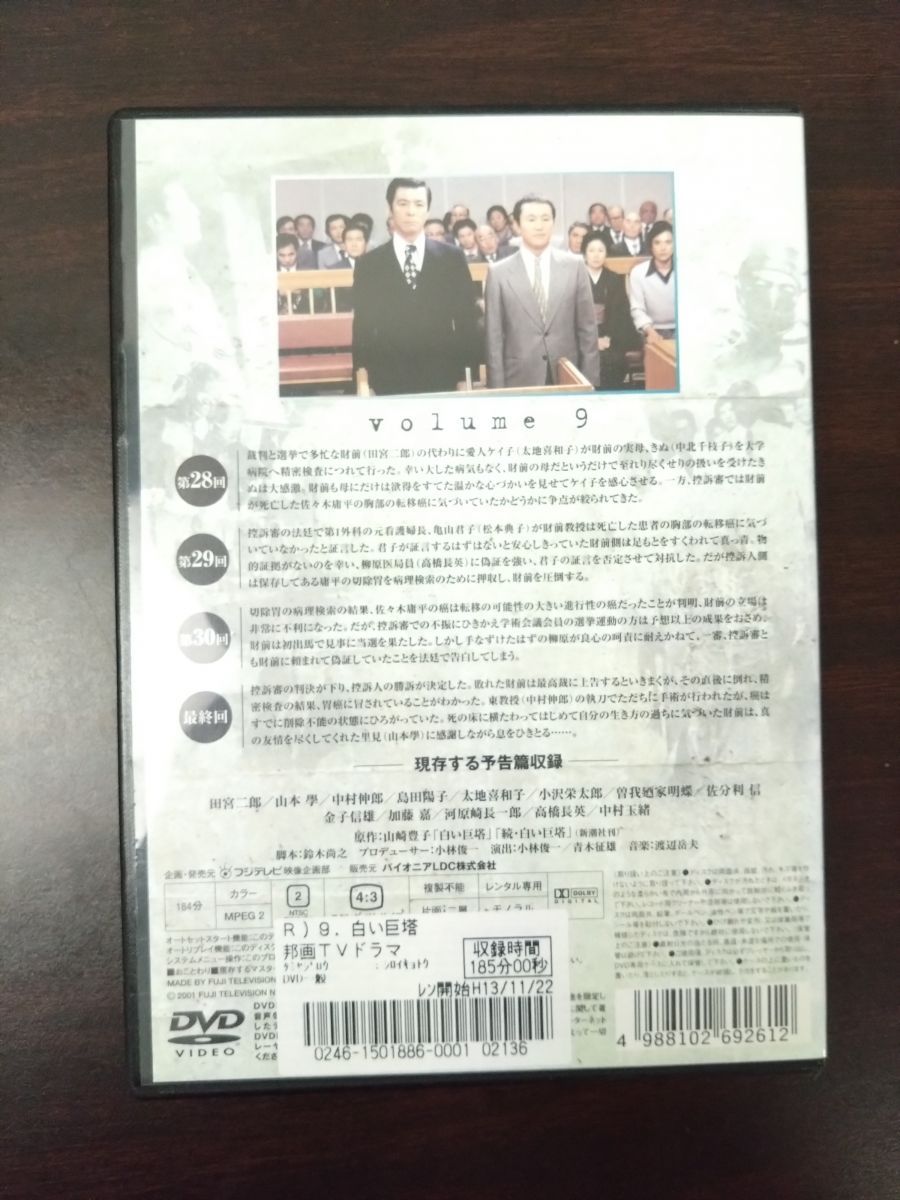 volume 9
第28回
裁判と選挙で多忙な財前(田宮二郎)の代わりに愛人ケイ子(太地喜和子)が財前の実母、きぬ(中北千枝子)を大学
病院へ精密検査につれて行った。幸い大した病気もなく、財前の母だというだけで至れり尽くせりの扱いを受けたき
ぬは大感激。財前も母にだけは欲得をすてた温かな心づかいを見せてケイ子を感心させる。一方、控訴審では財前
が死亡した佐々木庸平の胸部の転移癌に気づいていたかどうかに争点が絞られてきた。
第29回
控訴審の法廷で第1外科の元看護婦長、亀山君子(松本典子)が財前教授は死亡した患者の胸部の転移癌に気づ
いていなかったと証言した。君子が証言するはずはないと安心しきっていた財前側は足もとをすくわれて真っ青。物
的証拠がないのを幸い、柳原医局員(高橋長英)に偽証を強い、君子の証言を否定させて対抗した。だが控訴人側
は保存してある庸平の切除胃を病理検索のために押収し、財前を圧倒する。
第30回
切除胃の病理検索の結果、佐々木庸平の癌は転移の可能性の大きい進行性の癌だったことが判明、財前の立場は
非常に不利になった。だが、控訴審での不振にひきかえ学術会議会員の選挙運動の方は予想以上の成果をおさめ、
財前は初出馬で見事に当選を果たした。しかし手なずけたはずの柳原が良心の呵責に耐えかねて、一審、控訴審と
も財前に頼まれて偽証していたことを法廷で告白してしまう。
最終回
控訴審の判決が下り、控訴人の勝訴が決定した。敗れた財前は最高裁に上告するといきまくが、その直後に倒れ、精
密検査の結果、胃癌に冒されていることがわかった。東教授(中村伸郎)の執刀でただちに手術が行われたが、癌は
すでに削除不能の状態にひろがっていた。死の床に横たわってはじめて自分の生き方の過ちに気づいた財前は、真
の友情を尽くしてくれた里見(山本學)に感謝しながら息をひきとる……。
現存する予告篇収録
田宮二郎/山本 學/中村伸郎/島田陽子/太地喜和子/小沢栄太郎/曽我廼家明蝶/佐分利 信
金子信雄/加藤 嘉/河原崎長一郎/高橋長英/中村玉緒
原作:山崎豊子「白い巨塔」「続・白い巨塔」(新潮社刊)
脚本:鈴木尚之 プロデューサー:小林俊一 演出:小林俊一/青木征雄 音楽:渡辺岳夫
企画・発売元 フジテレビ 映像企画部 販売元 パイオニアLDC株式会社
184分 カラー 2 4:3 複製不能 レンタル専用 DOLBY
MPEG 2 NTSC 片面二層 モノラル DIGITAL
R)9.白い巨塔
邦画TVドラマ
収録時間
185分00秒
レン開始H13/11/22
0246-1501886-0001 02136
MADE BY FUJI TELEVISION
© 2001 FUJI TELEVISION N
DVD
VIDEO
4 988102 692612